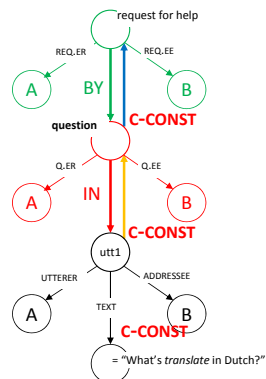 request for help
REQ.ER
REQ.EE
A
BY
B
C-CONST
question
Q.ER
Q.EE
A
IN
B
C-CONST
utt1
UTTERER
ADDRESSEE
TEXT
A
B
C-CONST
= “What’s translate in Dutch?”